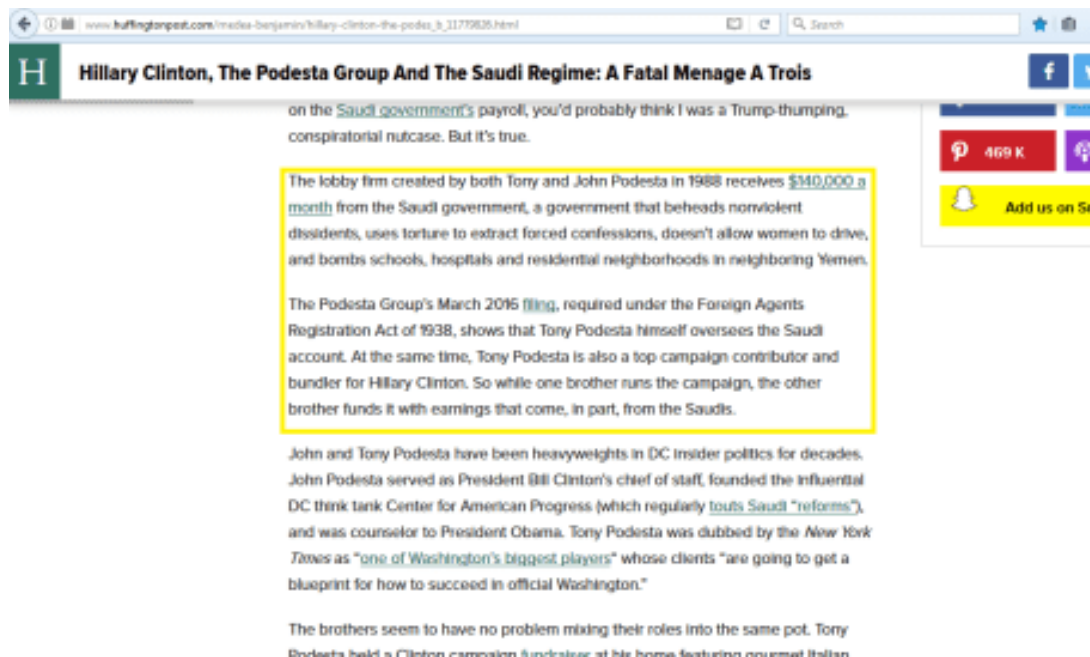 www.huffingtonpost.com/medea-benjamin/hillary-clinton-the-podes_b_11779826.html
Search
H
Hillary Clinton, The Podesta Group And The Saudi Regime: A Fatal Menage A Trois
f
on the Saudi government's payroll, you'd probably think I was a Trump-thumping,
conspiratorial nutcase. But it's true.
469 K
Add us on
The lobby firm created by both Tony and John Podesta in 1988 receives $140,000 a
month from the Saudi government, a government that beheads nonviolent
dissidents, uses torture to extract forced confessions, doesn't allow women to drive,
and bombs schools, hospitals and residential neighborhoods in neighboring Yemen.
The Podesta Group's March 2016 filing, required under the Foreign Agents
Registration Act of 1938, shows that Tony Podesta himself oversees the Saudi
account. At the same time, Tony Podesta is also a top campaign contributor and
bundler for Hillary Clinton. So while one brother runs the campaign, the other
brother funds it with earnings that come, in part, from the Saudis.
John and Tony Podesta have been heavyweights in DC insider politics for decades.
John Podesta served as President Bill Clinton's chief of staff, founded the influential
DC think tank Center for American Progress (which regularly touts Saudi "reforms"),
and was counselor to President Obama. Tony Podesta was dubbed by the New York
Times as "one of Washington's biggest players" whose clients "are going to get a
blueprint for how to succeed in official Washington."
The brothers seem to have no problem mixing their roles into the same pot. Tony
Podesta held a Clinton campaign fundraiser at his home featuring gourmet Italian